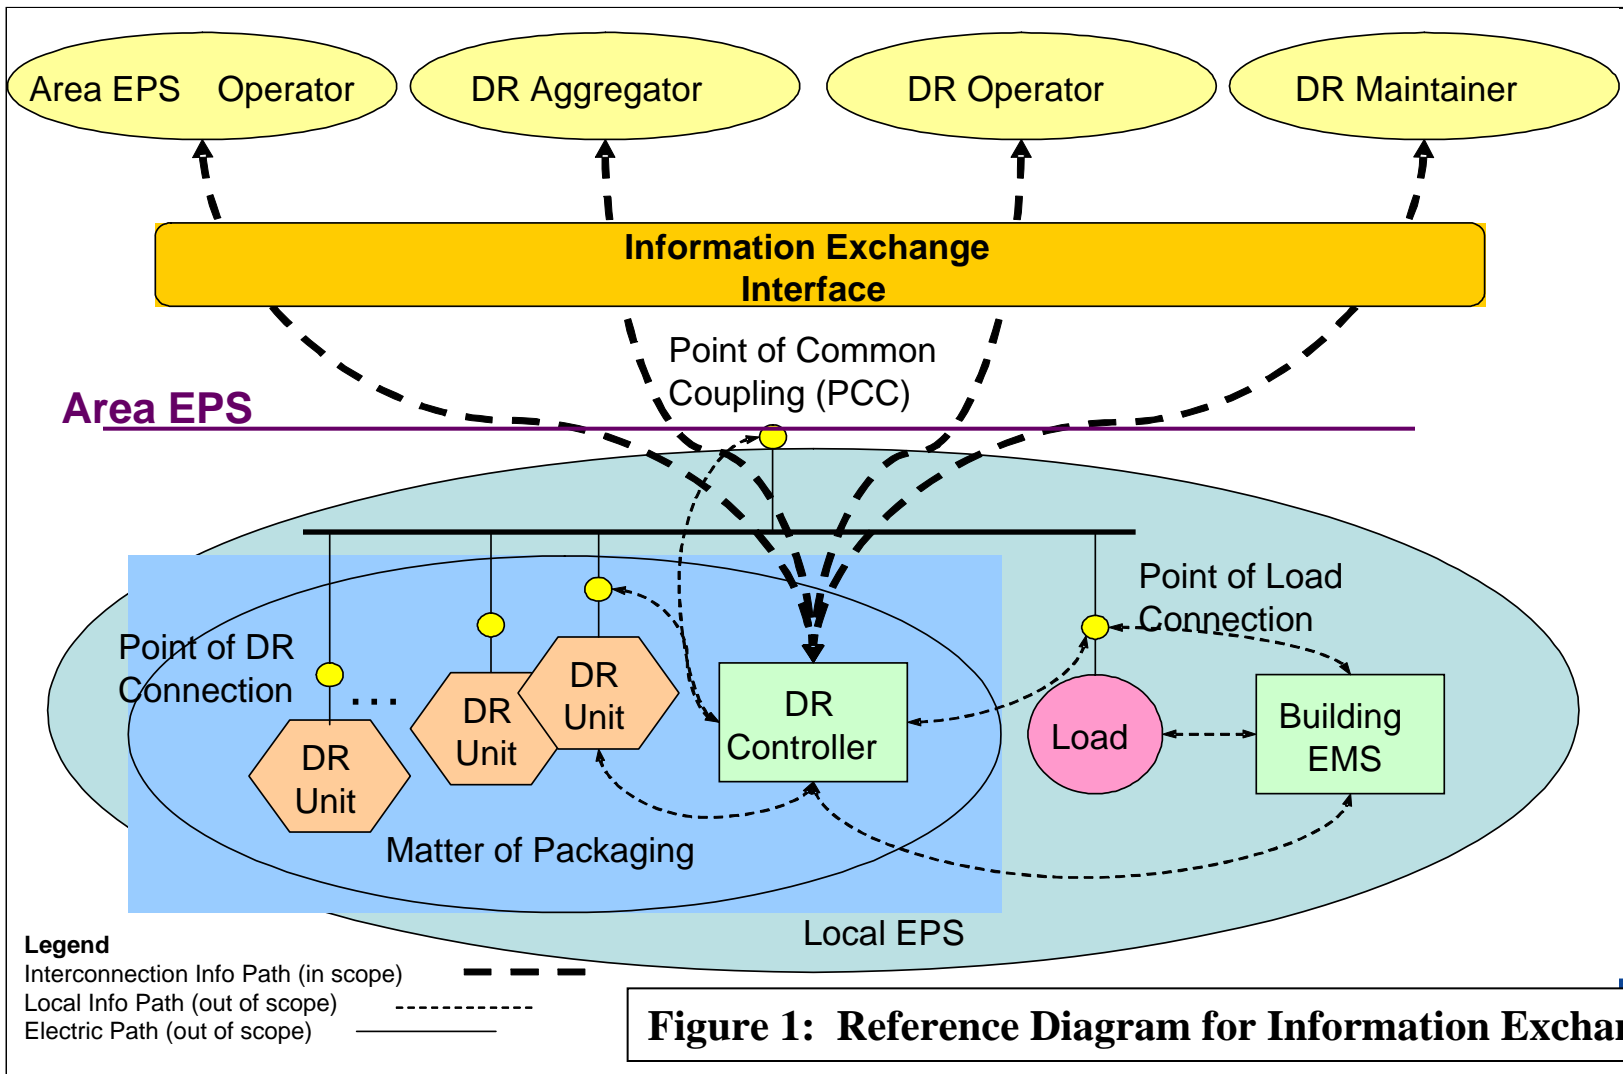 Area EPS Operator
DR Aggregator
DR Operator
DR Maintainer
Information Exchange
Interface
Point of Common
Coupling (PCC)
Area EPS
Point of Load
Connection
Point of DR
Connection
...
DR
Unit
DR
Unit
DR
Unit
DR
Controller
Load
Building
EMS
Matter of Packaging
Local EPS
Legend
Interconnection Info Path (in scope)
Local Info Path (out of scope)
Electric Path (out of scope)
Figure 1: Reference Diagram for Information Exchan